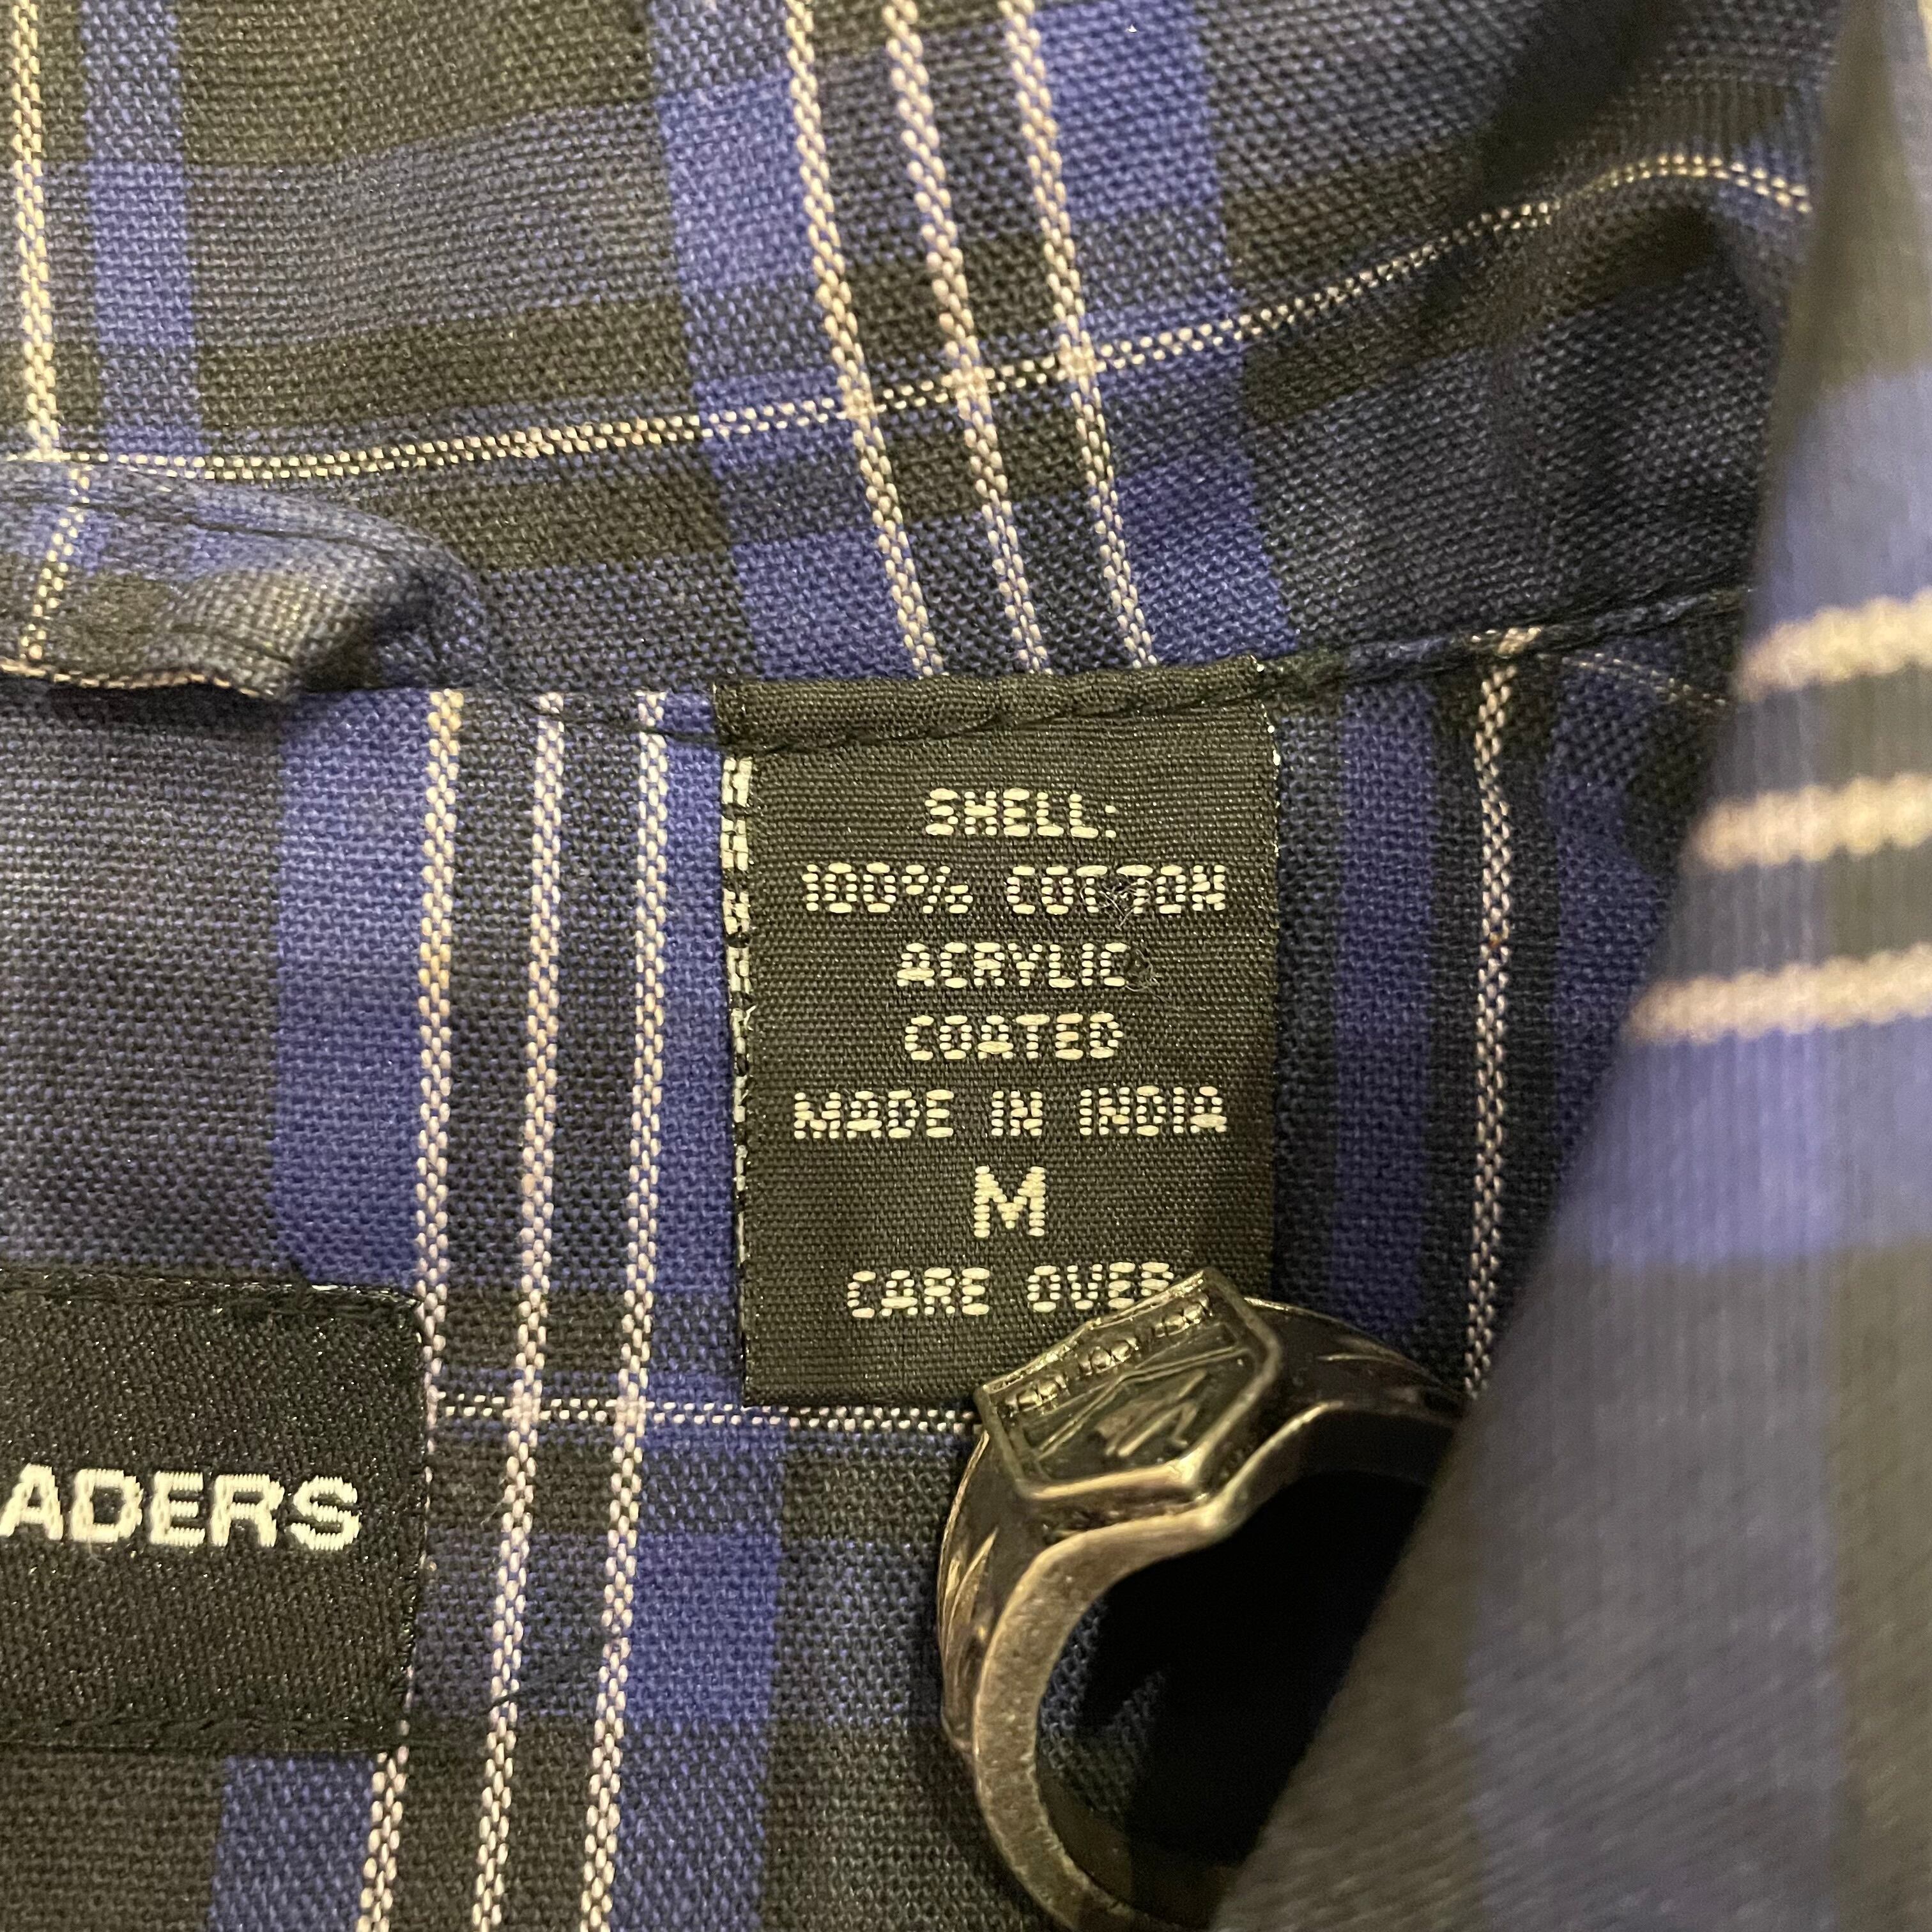 SHELL:
100% COTTON
ACRYLIC
COATED
MADE IN INDIA
M
CARE OVER
ADERS